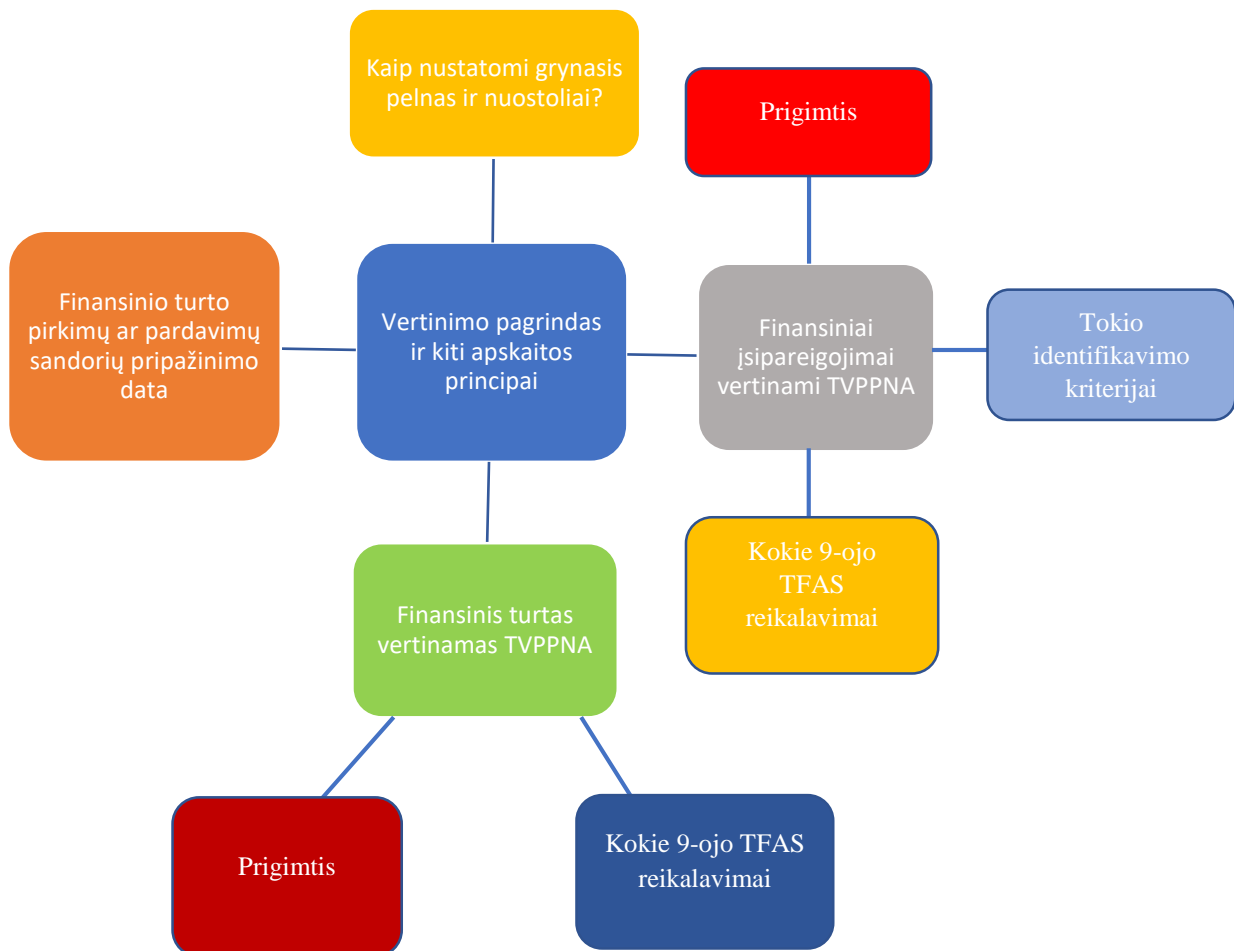 Kaip nustatomi grynasis
pelnas ir nuostoliai?
Prigimtis
Finansinio turto
pirkimų ar pardavimų
sandorių pripažinimo
data
Vertinimo pagrindas
ir kiti apskaitos
principai
Finansiniai
įsipareigojimai
vertinami TVPPNA
Tokio
identifikavimo
kriterijai
Kokie 9-ojo
TFAS
reikalavimai
Finansinis turtas
vertinamas TVPPNA
Prigimtis
Kokie 9-ojo TFAS
reikalavimai